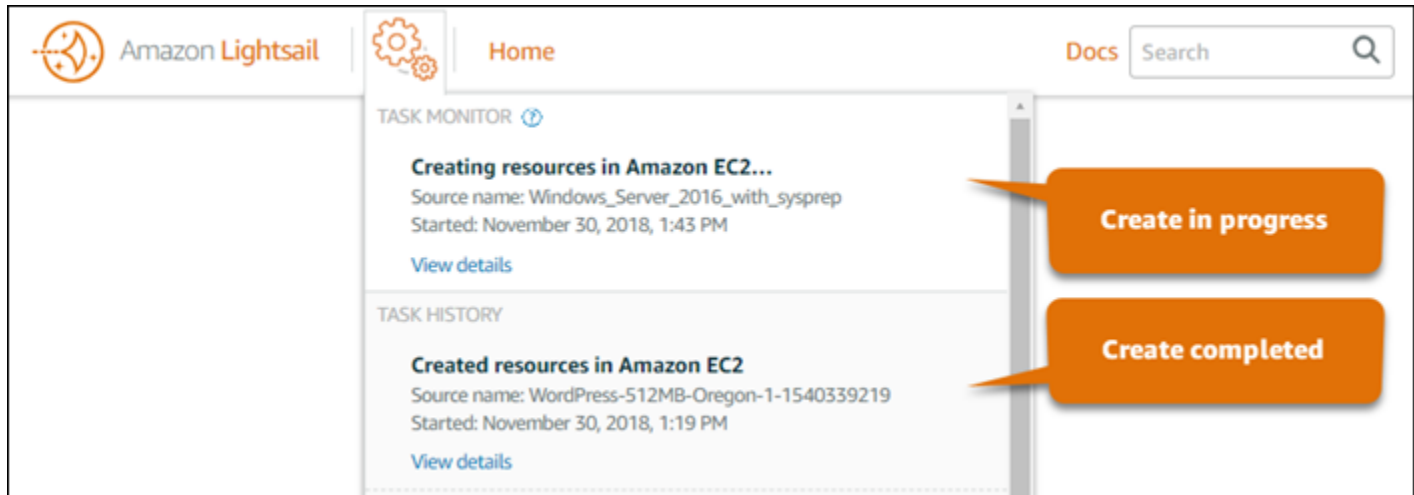 Amazon Lightsail
Home
Docs
Search
TASK MONITOR ?
Creating resources in Amazon EC2...
Source name: Windows_Server_2016_with_sysprep
Started: November 30, 2018, 1:43 PM
View details
Create in progress
TASK HISTORY
Created resources in Amazon EC2
Source name: WordPress-512MB-Oregon-1-1540339219
Started: November 30, 2018, 1:19 PM
View details
Create completed